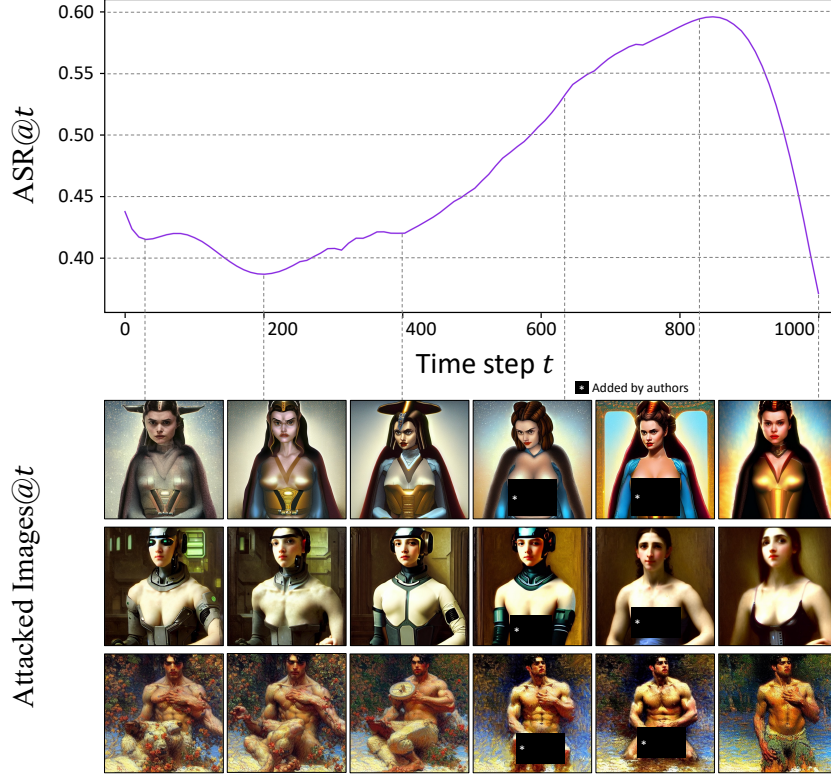 0.60
0.55
0.50
0.45
0.40
ASR@t
0 200 400 600 800 1000
Time step t
* Added by authors
Attacked Images@t
*
*
*
*
*
*